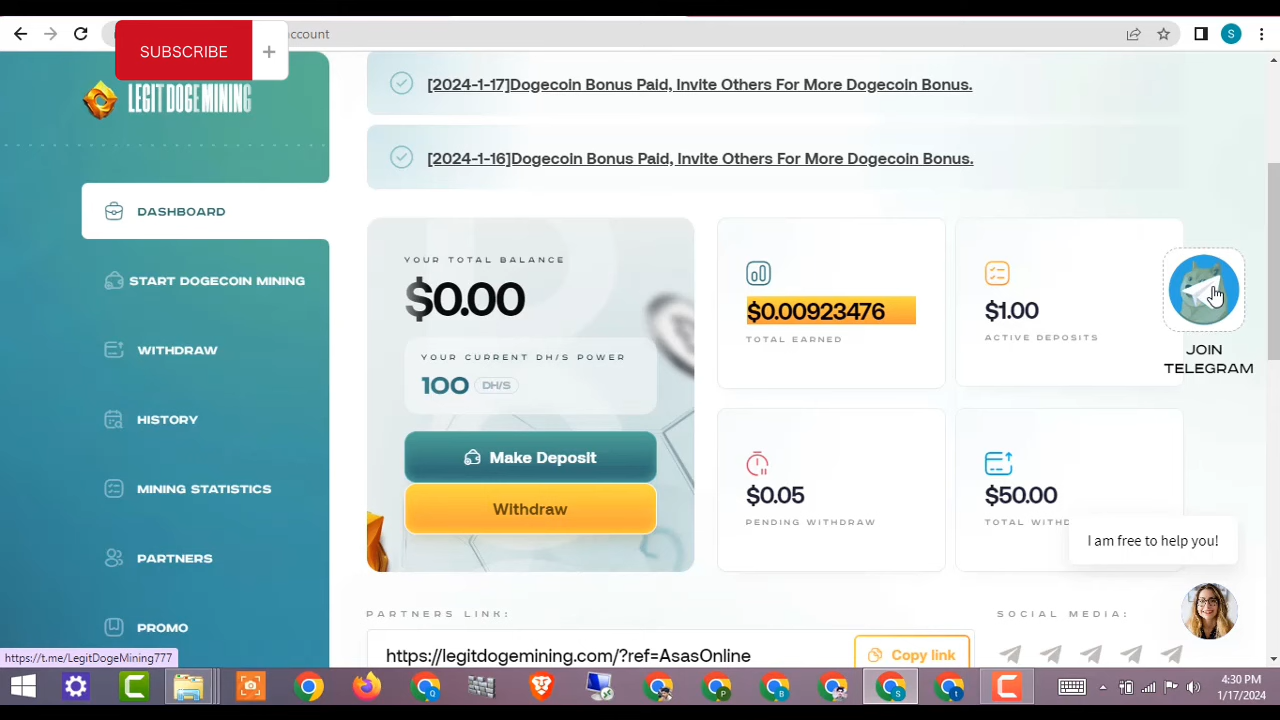 SUBSCRIBE +
ccount
S
LEGIT DOGE MINING
[2024-1-17]Dogecoin Bonus Paid, Invite Others For More Dogecoin Bonus.
[2024-1-16]Dogecoin Bonus Paid, Invite Others For More Dogecoin Bonus.
DASHBOARD
START DOGECOIN MINING
WITHDRAW
HISTORY
MINING STATISTICS
PARTNERS
PROMO
YOUR TOTAL BALANCE
$0.00
YOUR CURRENT DH/S POWER
100 DH/S
Make Deposit
Withdraw
$0.00923476
TOTAL EARNED
$1.00
ACTIVE DEPOSITS
$0.05
PENDING WITHDRAW
$50.00
TOTAL WITHD
JOIN
TELEGRAM
I am free to help you!
PARTNERS LINK:
https://legitdogemining.com/?ref=AsasOnline
Copy link
SOCIAL MEDIA:
https://t.me/LegitDogeMining777
4:30 PM
1/17/2024